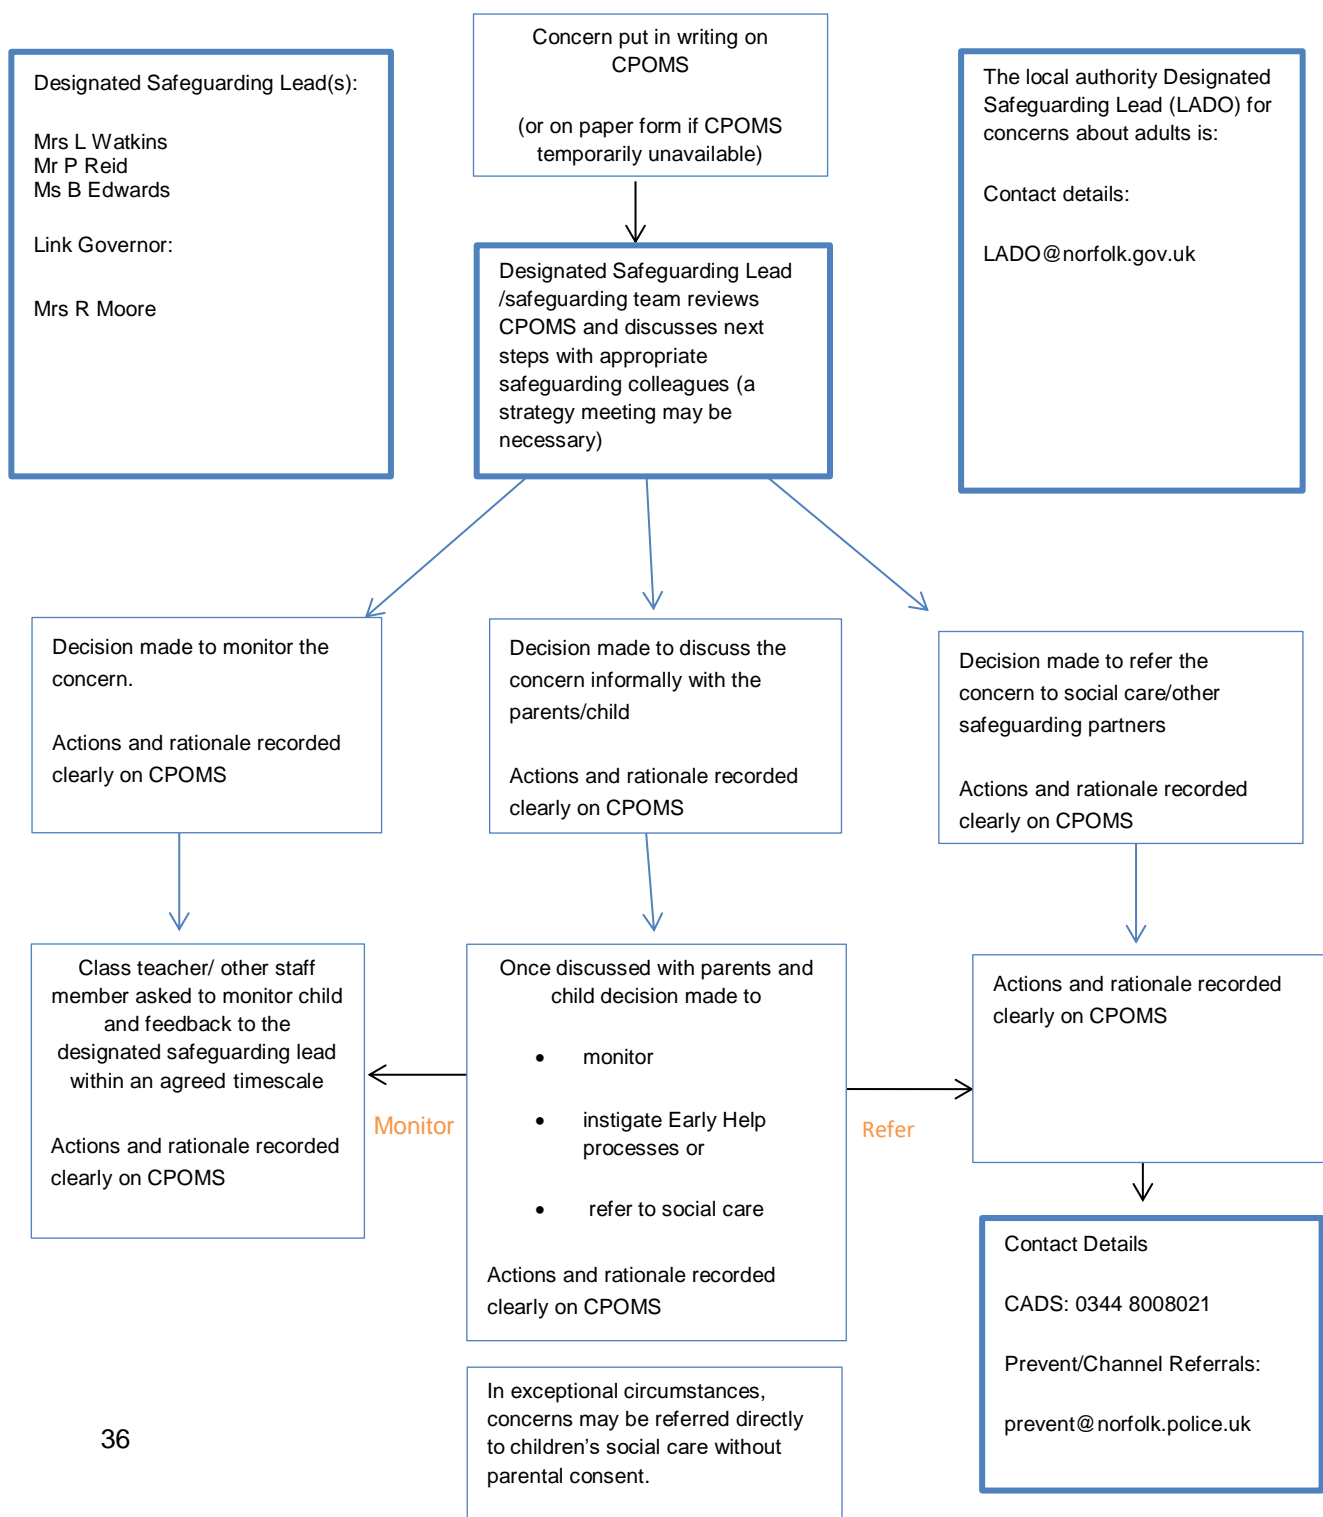 Concern put in writing on
CPOMS
(or on paper form if CPOMS
temporarily unavailable)
Designated Safeguarding Lead(s):
Mrs L Watkins
Mr P Reid
Ms B Edwards
Link Governor:
Mrs R Moore
The local authority Designated
Safeguarding Lead (LADO) for
concerns about adults is:
Contact details:
LADO@norfolk.gov.uk
Designated Safeguarding Lead
/safeguarding team reviews
CPOMS and discusses next
steps with appropriate
safeguarding colleagues (a
strategy meeting may be
necessary)
Decision made to monitor the
concern.
Actions and rationale recorded
clearly on CPOMS
Decision made to discuss the
concern informally with the
parents/child
Actions and rationale recorded
clearly on CPOMS
Decision made to refer the
concern to social care/other
safeguarding partners
Actions and rationale recorded
clearly on CPOMS
Class teacher/ other staff
member asked to monitor child
and feedback to the
designated safeguarding lead
within an agreed timescale
Actions and rationale recorded
clearly on CPOMS
Monitor
Once discussed with parents and
child decision made to
• monitor
• instigate Early Help
processes or
• refer to social care
Actions and rationale recorded
clearly on CPOMS
Refer
Actions and rationale recorded
clearly on CPOMS
Contact Details
CADS: 0344 8008021
Prevent/Channel Referrals:
prevent@norfolk.police.uk
In exceptional circumstances,
concerns may be referred directly
to children’s social care without
parental consent.
36